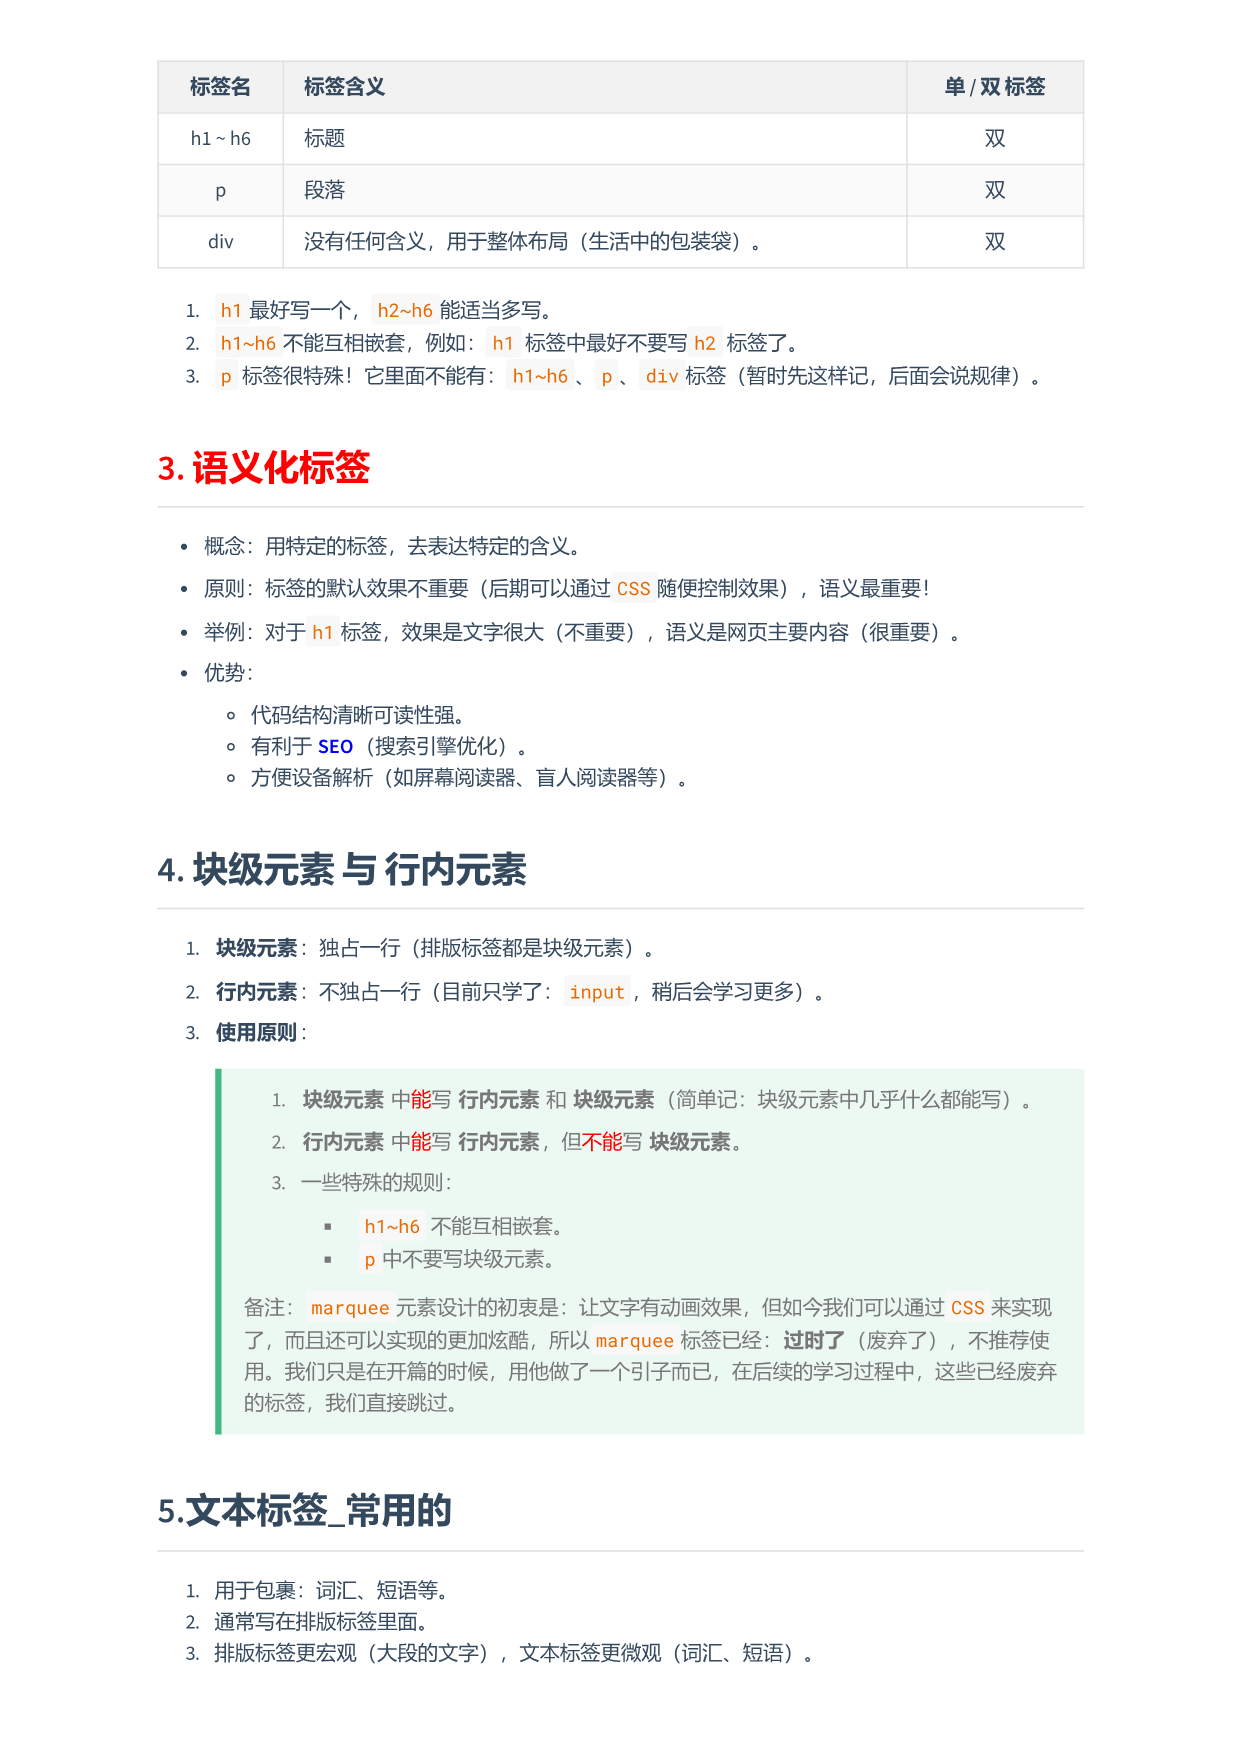 标签名 标签含义 单 / 双 标签
h1 ~ h6 标题 双
p 段落 双
div 没有任何含义，用于整体布局（生活中的包装袋）。 双
1. h1 最好写一个， h2~h6 能适当多写。
2. h1~h6 不能互相嵌套，例如： h1 标签中最好不要写 h2 标签了。
3. p 标签很特殊！它里面不能有： h1~h6 、 p 、 div 标签（暂时先这样记，后面会说规律）。
3. 语义化标签
• 概念：用特定的标签，去表达特定的含义。
• 原则：标签的默认效果不重要（后期可以通过 CSS 随便控制效果），语义最重要！
• 举例：对于 h1 标签，效果是文字很大（不重要），语义是网页主要内容（很重要）。
• 优势：
◦ 代码结构清晰可读性强。
◦ 有利于 SEO（搜索引擎优化）。
◦ 方便设备解析（如屏幕阅读器、盲人阅读器等）。
4. 块级元素 与 行内元素
1. 块级元素：独占一行（排版标签都是块级元素）。
2. 行内元素：不独占一行（目前只学了： input ，稍后会学习更多）。
3. 使用原则：
1. 块级元素 中能写 行内元素 和 块级元素（简单记：块级元素中几乎什么都能写）。
2. 行内元素 中能写 行内元素，但不能写 块级元素。
3. 一些特殊的规则：
▪ h1~h6 不能互相嵌套。
▪ p 中不要写块级元素。
备注： marquee 元素设计的初衷是：让文字有动画效果，但如今我们可以通过 CSS 来实现
了，而且还可以实现的更加炫酷，所以 marquee 标签已经：过时了（废弃了），不推荐使
用。我们只是在开篇的时候，用他做了一个引子而已，在后续的学习过程中，这些已经废弃
的标签，我们直接跳过。
5.文本标签_常用的
1. 用于包裹：词汇、短语等。
2. 通常写在排版标签里面。
3. 排版标签更宏观（大段的文字），文本标签更微观（词汇、短语）。